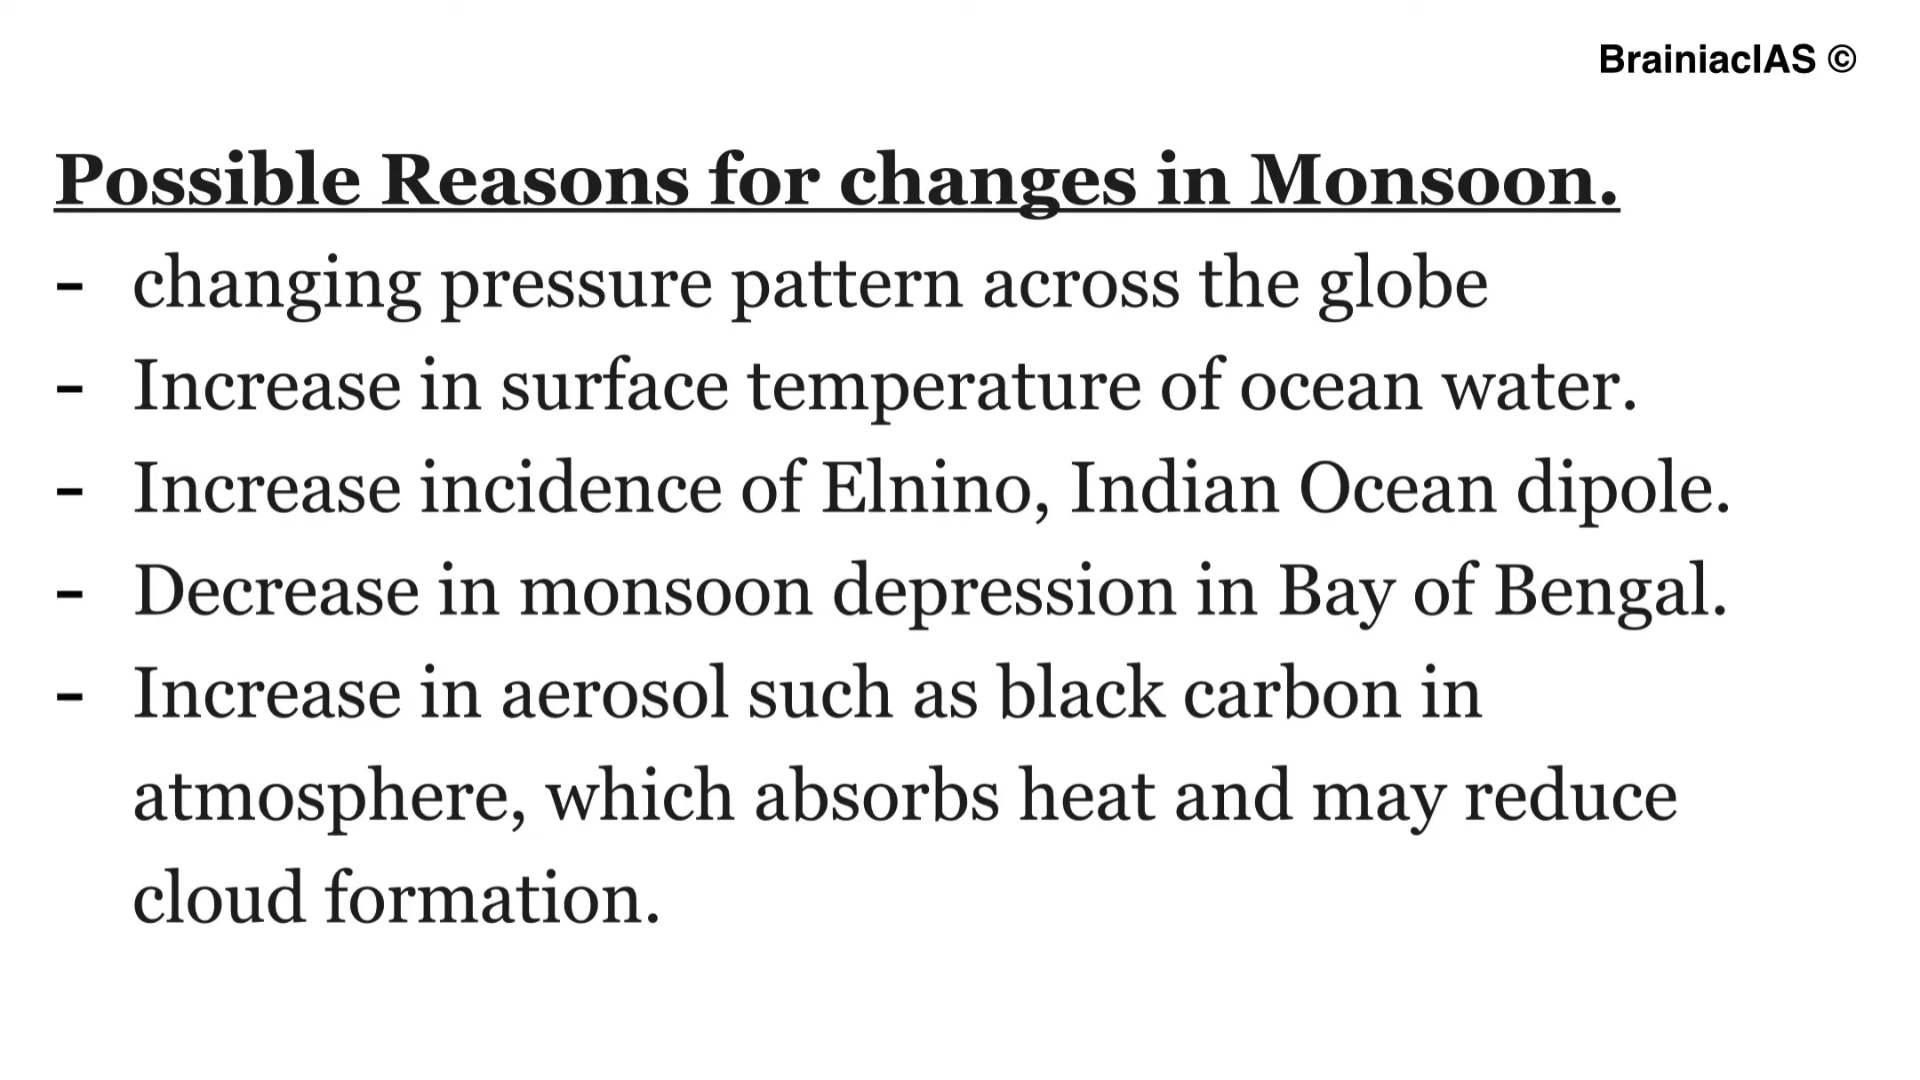 BrainiacIAS ©
Possible Reasons for changes in Monsoon.
- changing pressure pattern across the globe
- Increase in surface temperature of ocean water.
- Increase incidence of Elnino, Indian Ocean dipole.
- Decrease in monsoon depression in Bay of Bengal.
- Increase in aerosol such as black carbon in
atmosphere, which absorbs heat and may reduce
cloud formation.